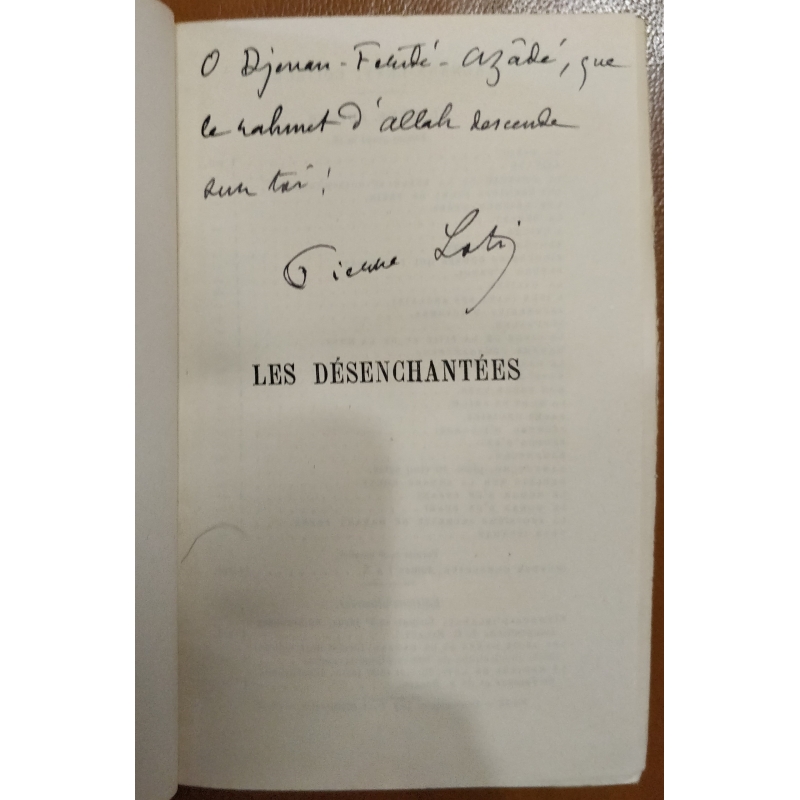 O Djenan-Feridé-Azâdé, que
le rahmet d'Allah descende
sur toi !
Pierre Loti
LES DÉSENCHANTÉES